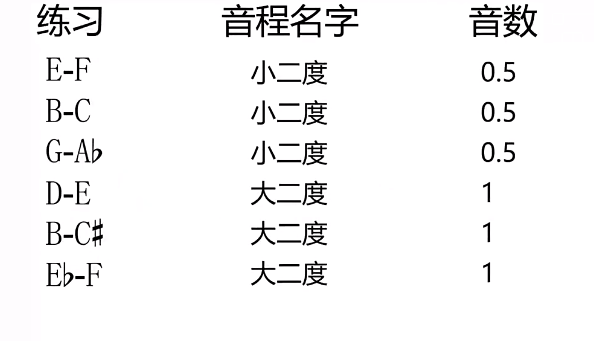 练习 音程名字 音数
E-F 小二度 0.5
B-C 小二度 0.5
G-A♭ 小二度 0.5
D-E 大二度 1
B-C♯ 大二度 1
E♭-F 大二度 1